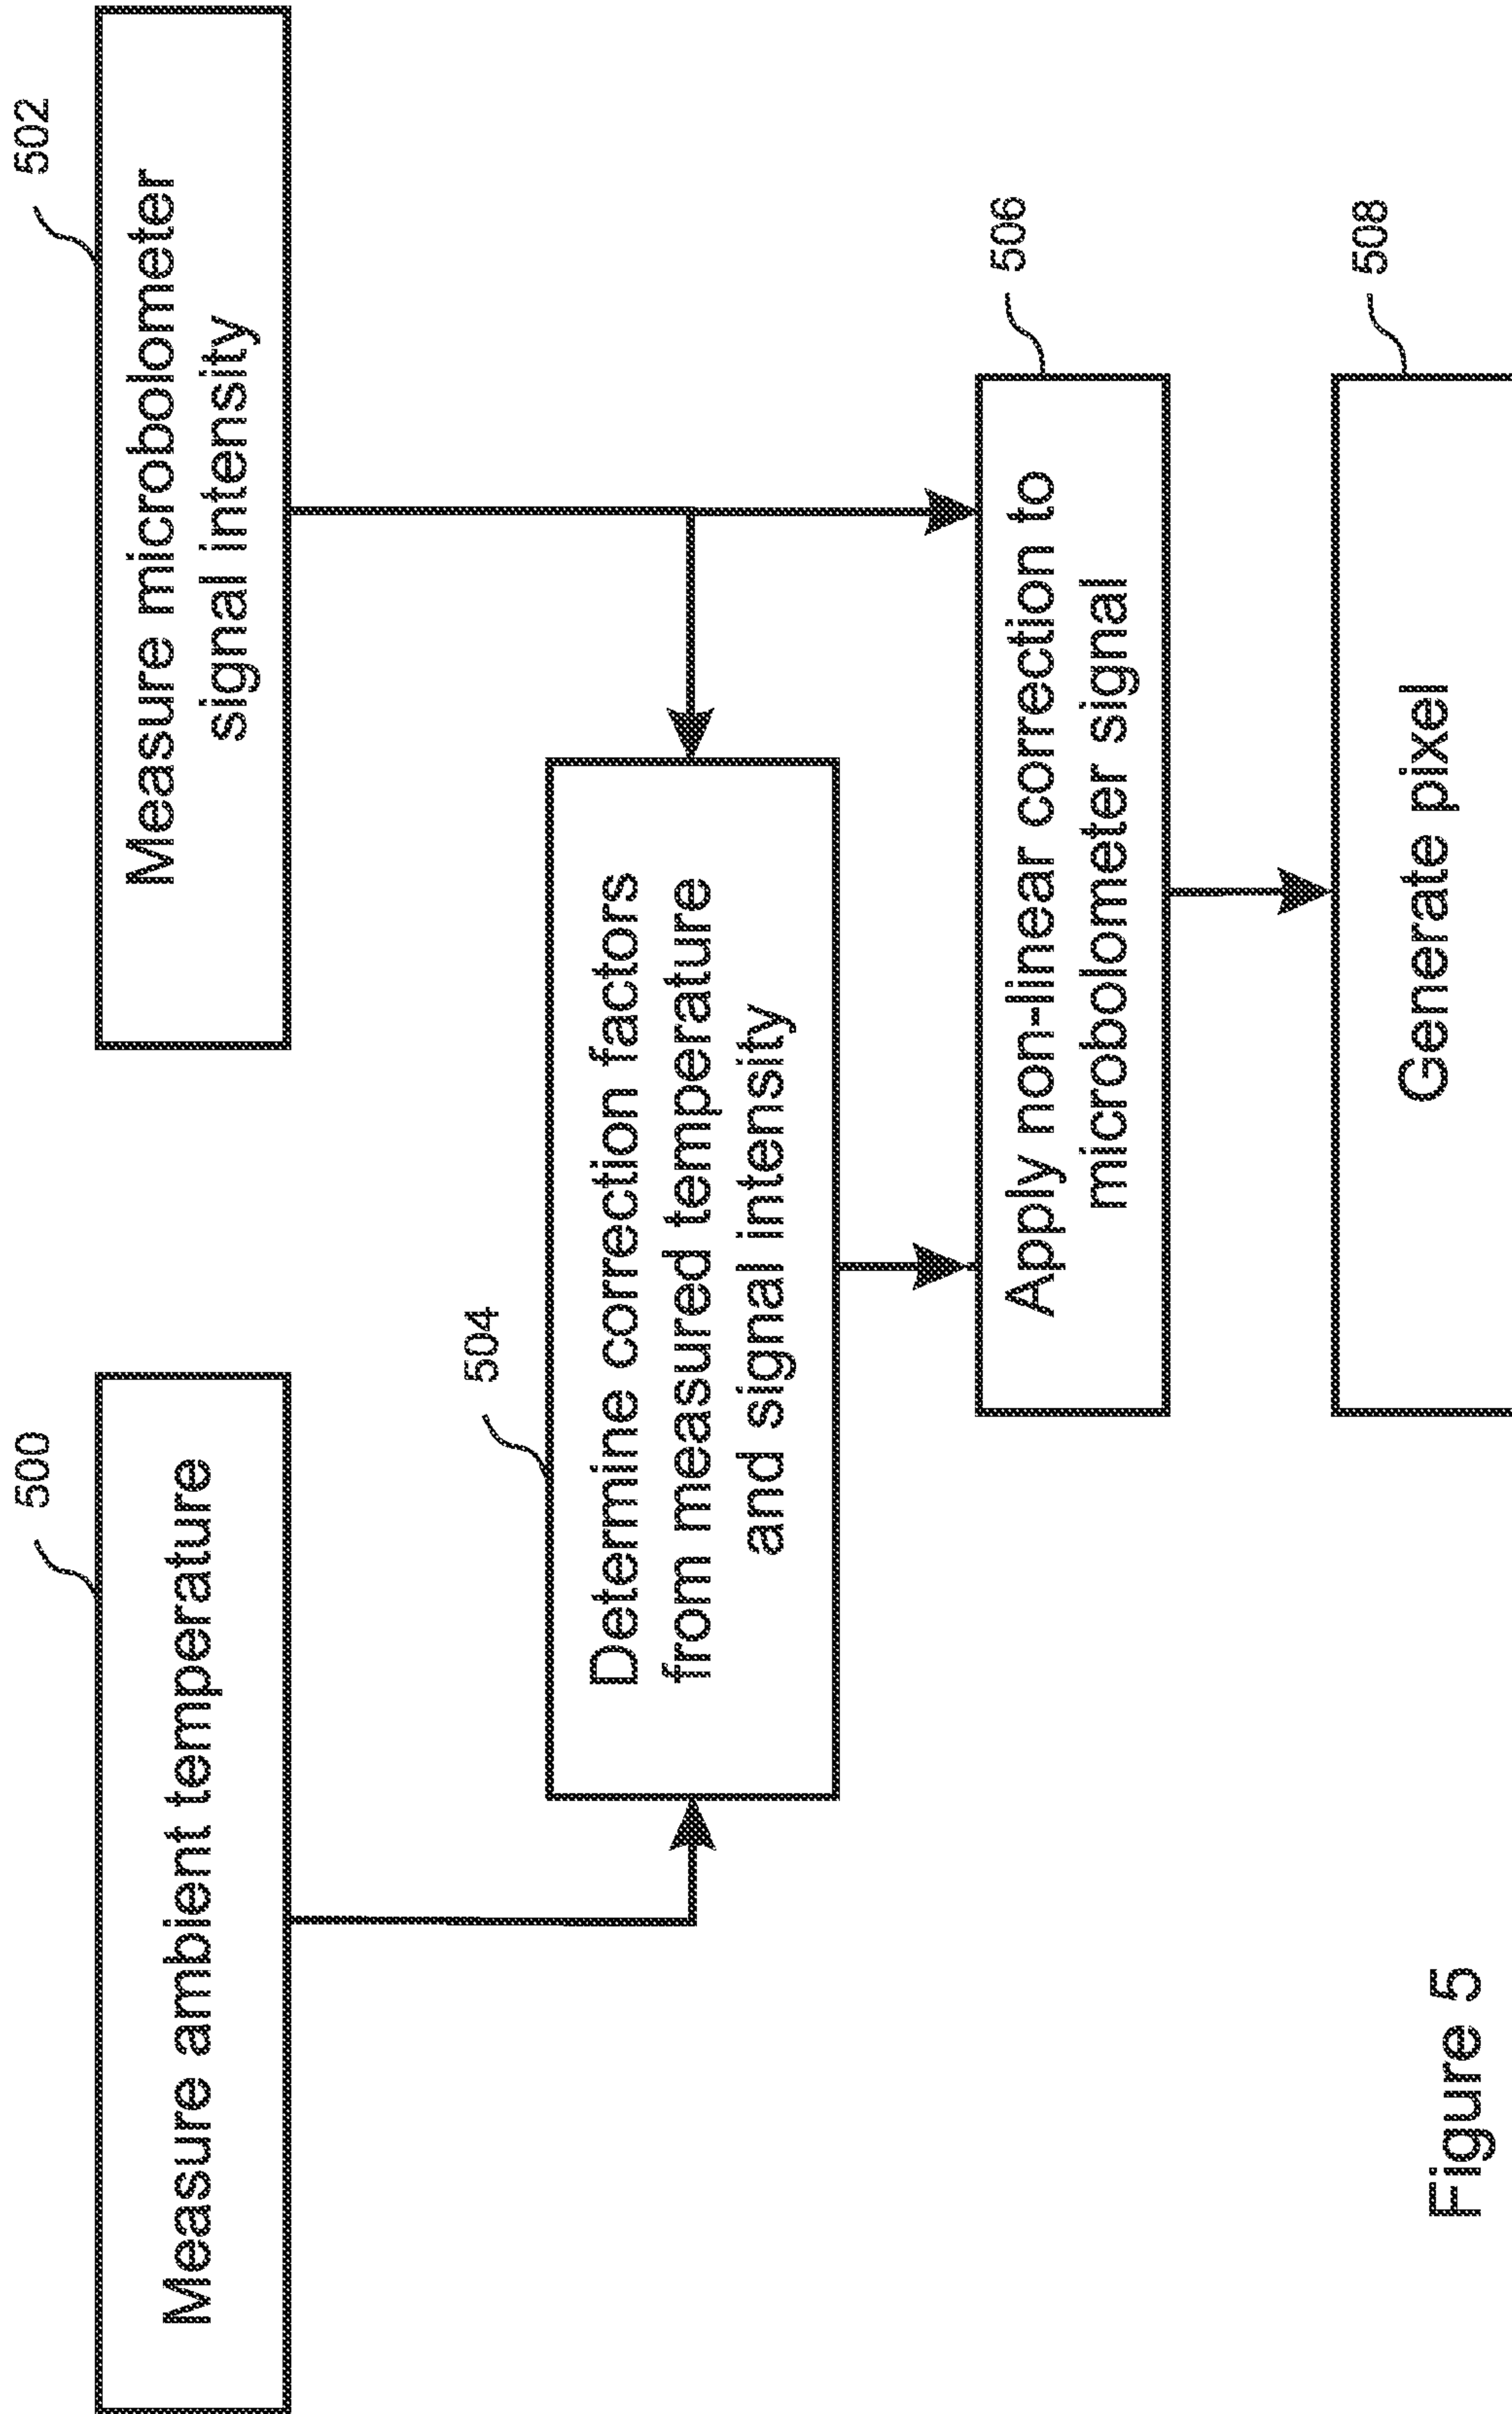 500
Measure ambient temperature
502
Measure microbolometer
signal intensity
504
Determine correction factors
from measured temperature
and signal intensity
506
Apply non-linear correction to
microbolometer signal
508
Generate pixel
Figure 5